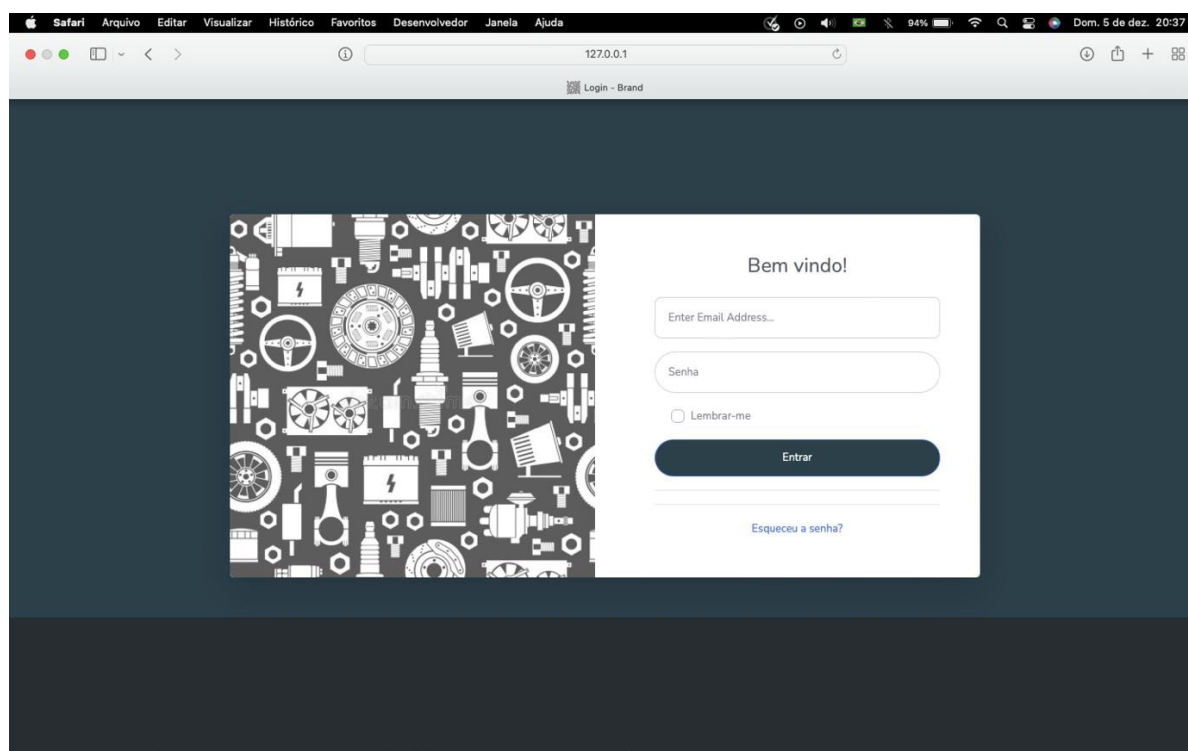 Safari Arquivo Editar Visualizar Histórico Favoritos Desenvolvedor Janela Ajuda 94% Dom. 5 de dez. 20:37
127.0.0.1
Login - Brand
Bem vindo!
Enter Email Address...
Senha
Lembrar-me
Entrar
Esqueceu a senha?